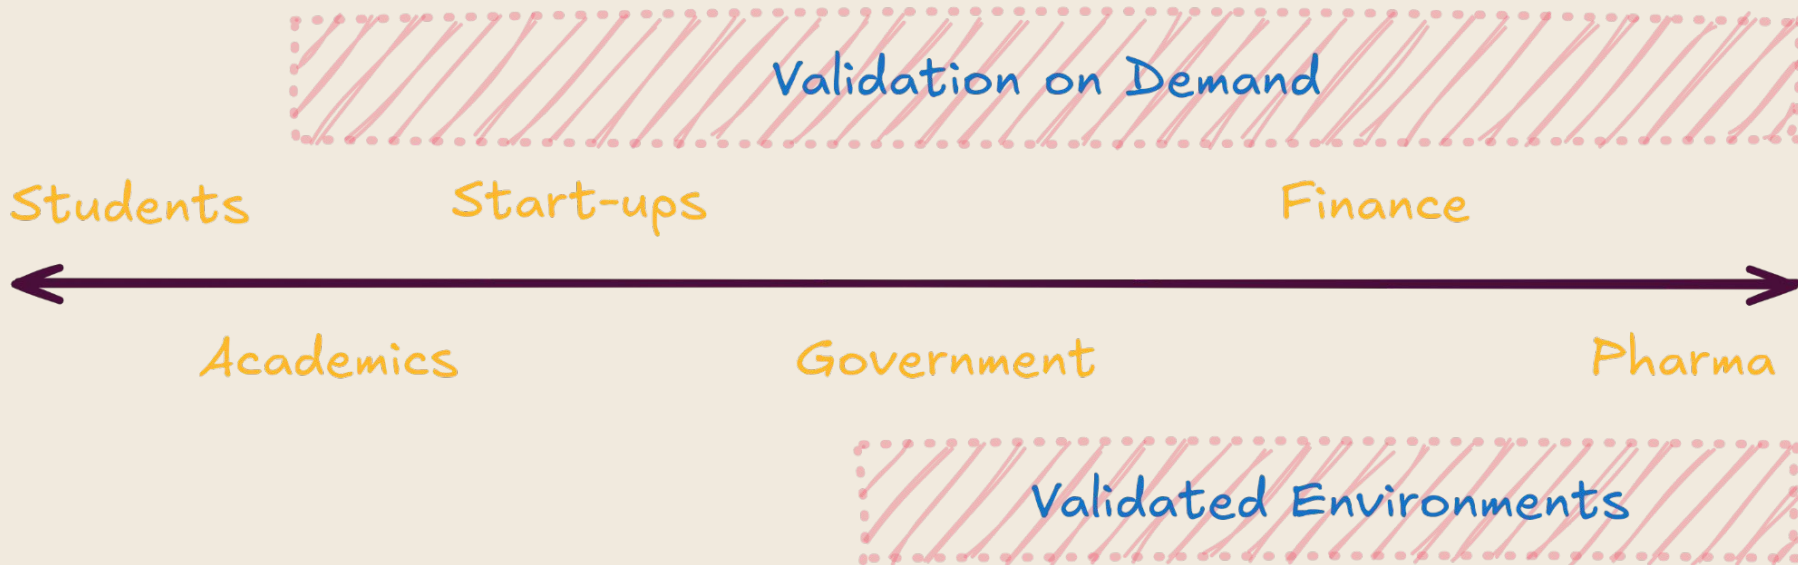 Validation on Demand
Students
Start-ups
Finance
Academics
Government
Pharma
Validated Environments